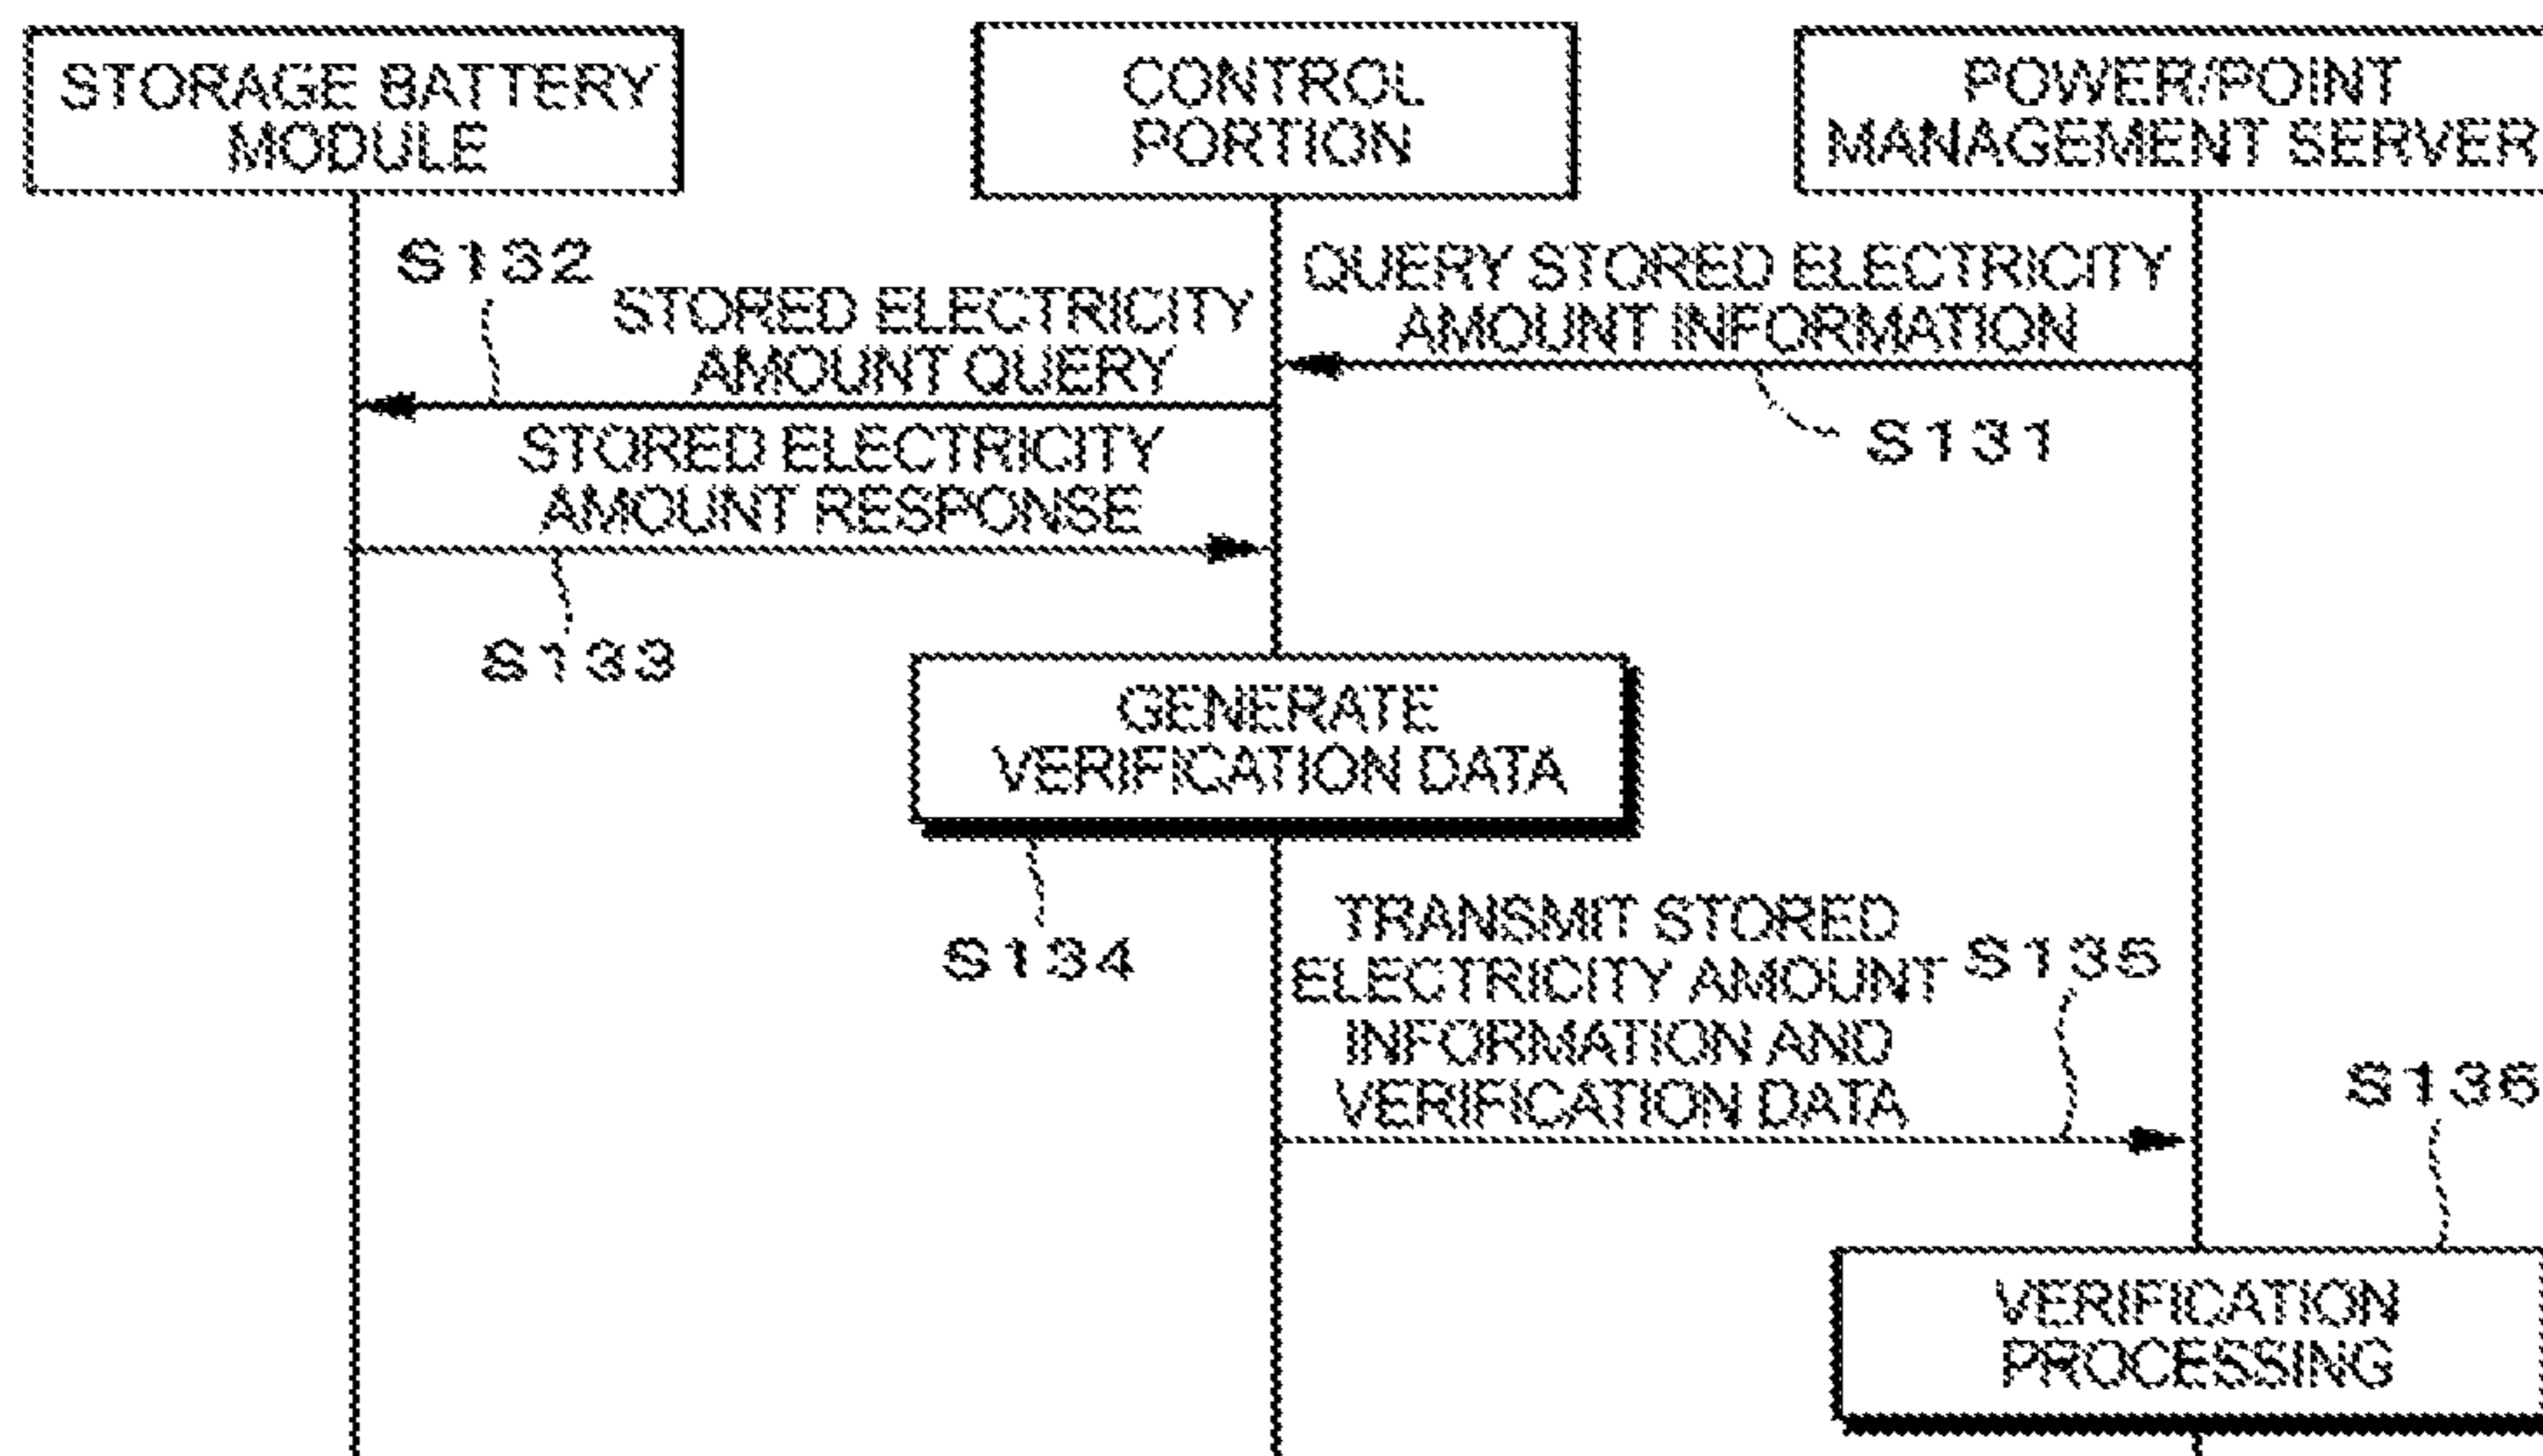 STORAGE BATTERY
MODULE
CONTROL
PORTION
POWER/POINT
MANAGEMENT SERVER
QUERY STORED ELECTRICITY
AMOUNT INFORMATION
S131
S132
STORED ELECTRICITY
AMOUNT QUERY
STORED ELECTRICITY
AMOUNT RESPONSE
S133
GENERATE
VERIFICATION DATA
S134
TRANSMIT STORED
ELECTRICITY AMOUNT
INFORMATION AND
VERIFICATION DATA
S135
S136
VERIFICATION
PROCESSING